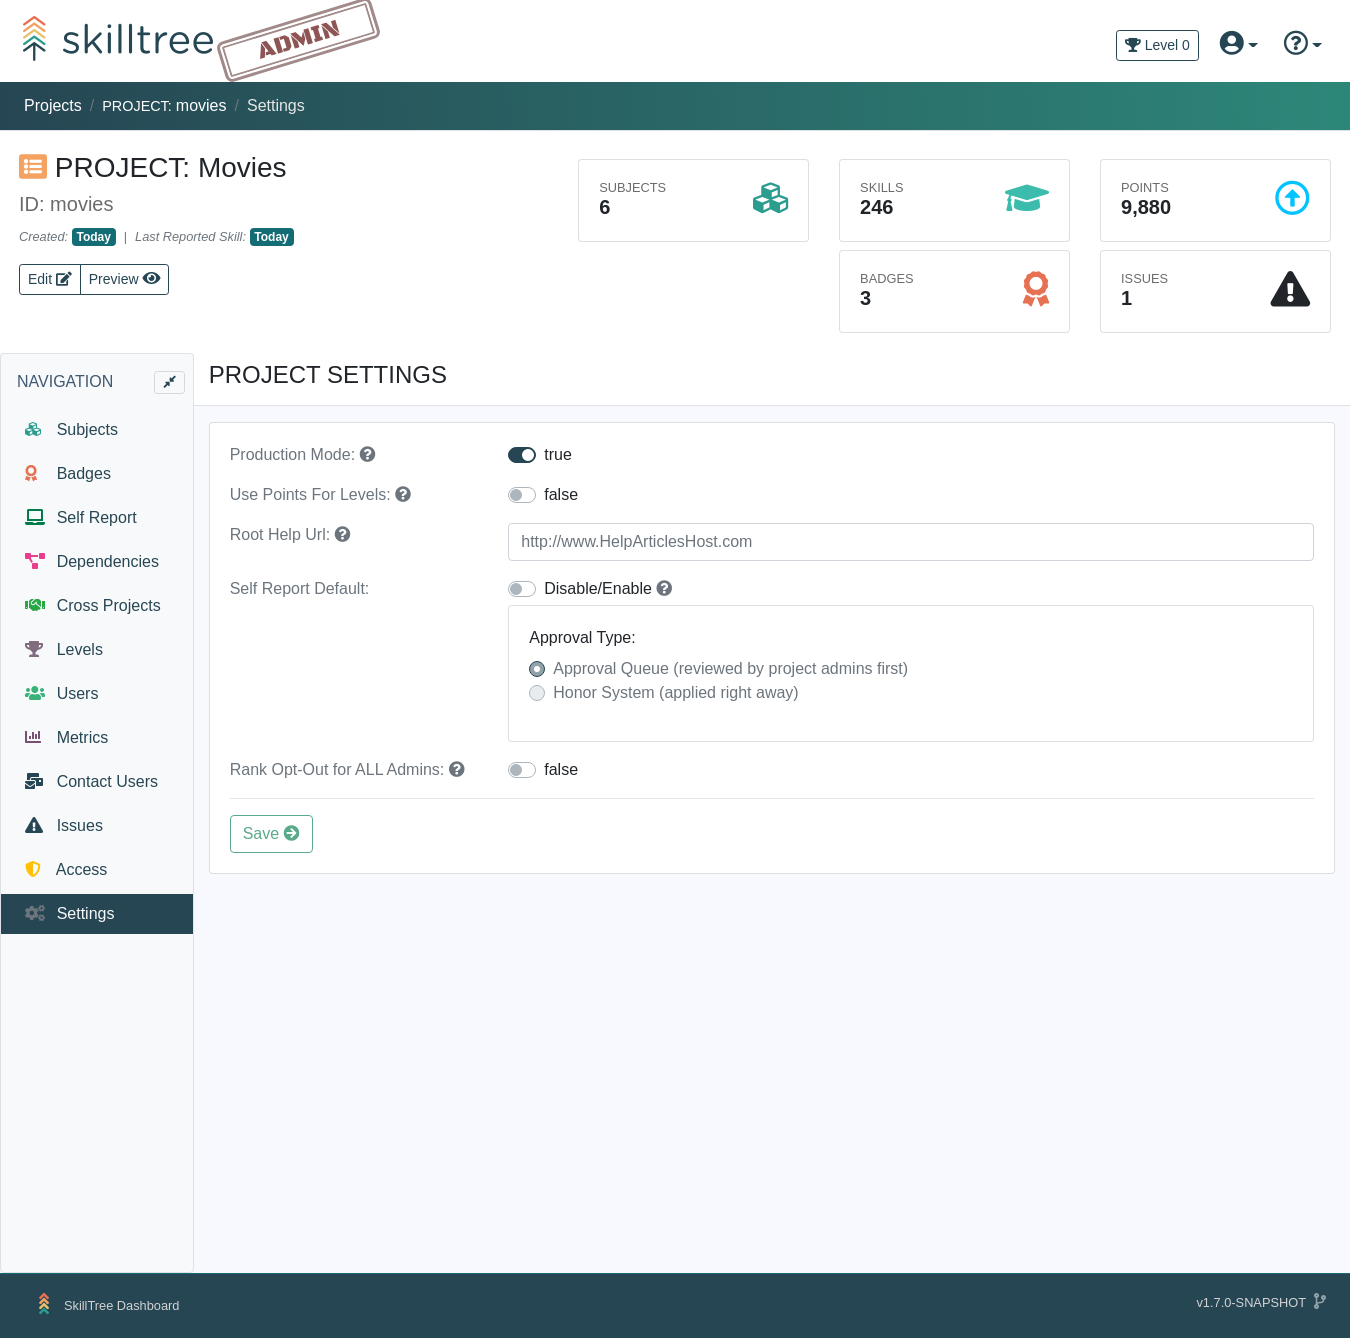 skilltree
ADMIN
Level 0
Projects / PROJECT: movies / Settings
PROJECT: Movies
ID: movies
Created: Today | Last Reported Skill: Today
Edit Preview
SUBJECTS
6
SKILLS
246
POINTS
9,880
BADGES
3
ISSUES
1
NAVIGATION
Subjects
Badges
Self Report
Dependencies
Cross Projects
Levels
Users
Metrics
Contact Users
Issues
Access
Settings
PROJECT SETTINGS
Production Mode: true
Use Points For Levels: false
Root Help Url: http://www.HelpArticlesHost.com
Self Report Default: Disable/Enable
Approval Type:
Approval Queue (reviewed by project admins first)
Honor System (applied right away)
Rank Opt-Out for ALL Admins: false
Save
SkillTree Dashboard
v1.7.0-SNAPSHOT